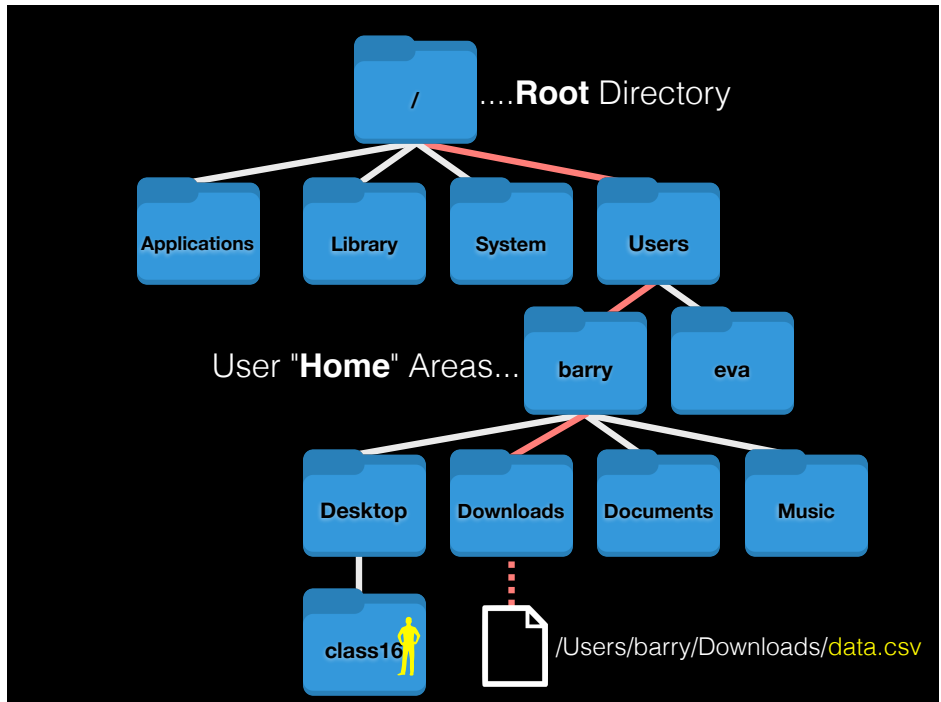 /
....Root Directory
Applications
Library
System
Users
User "Home" Areas...
barry
eva
Desktop
Downloads
Documents
Music
class16
/Users/barry/Downloads/data.csv